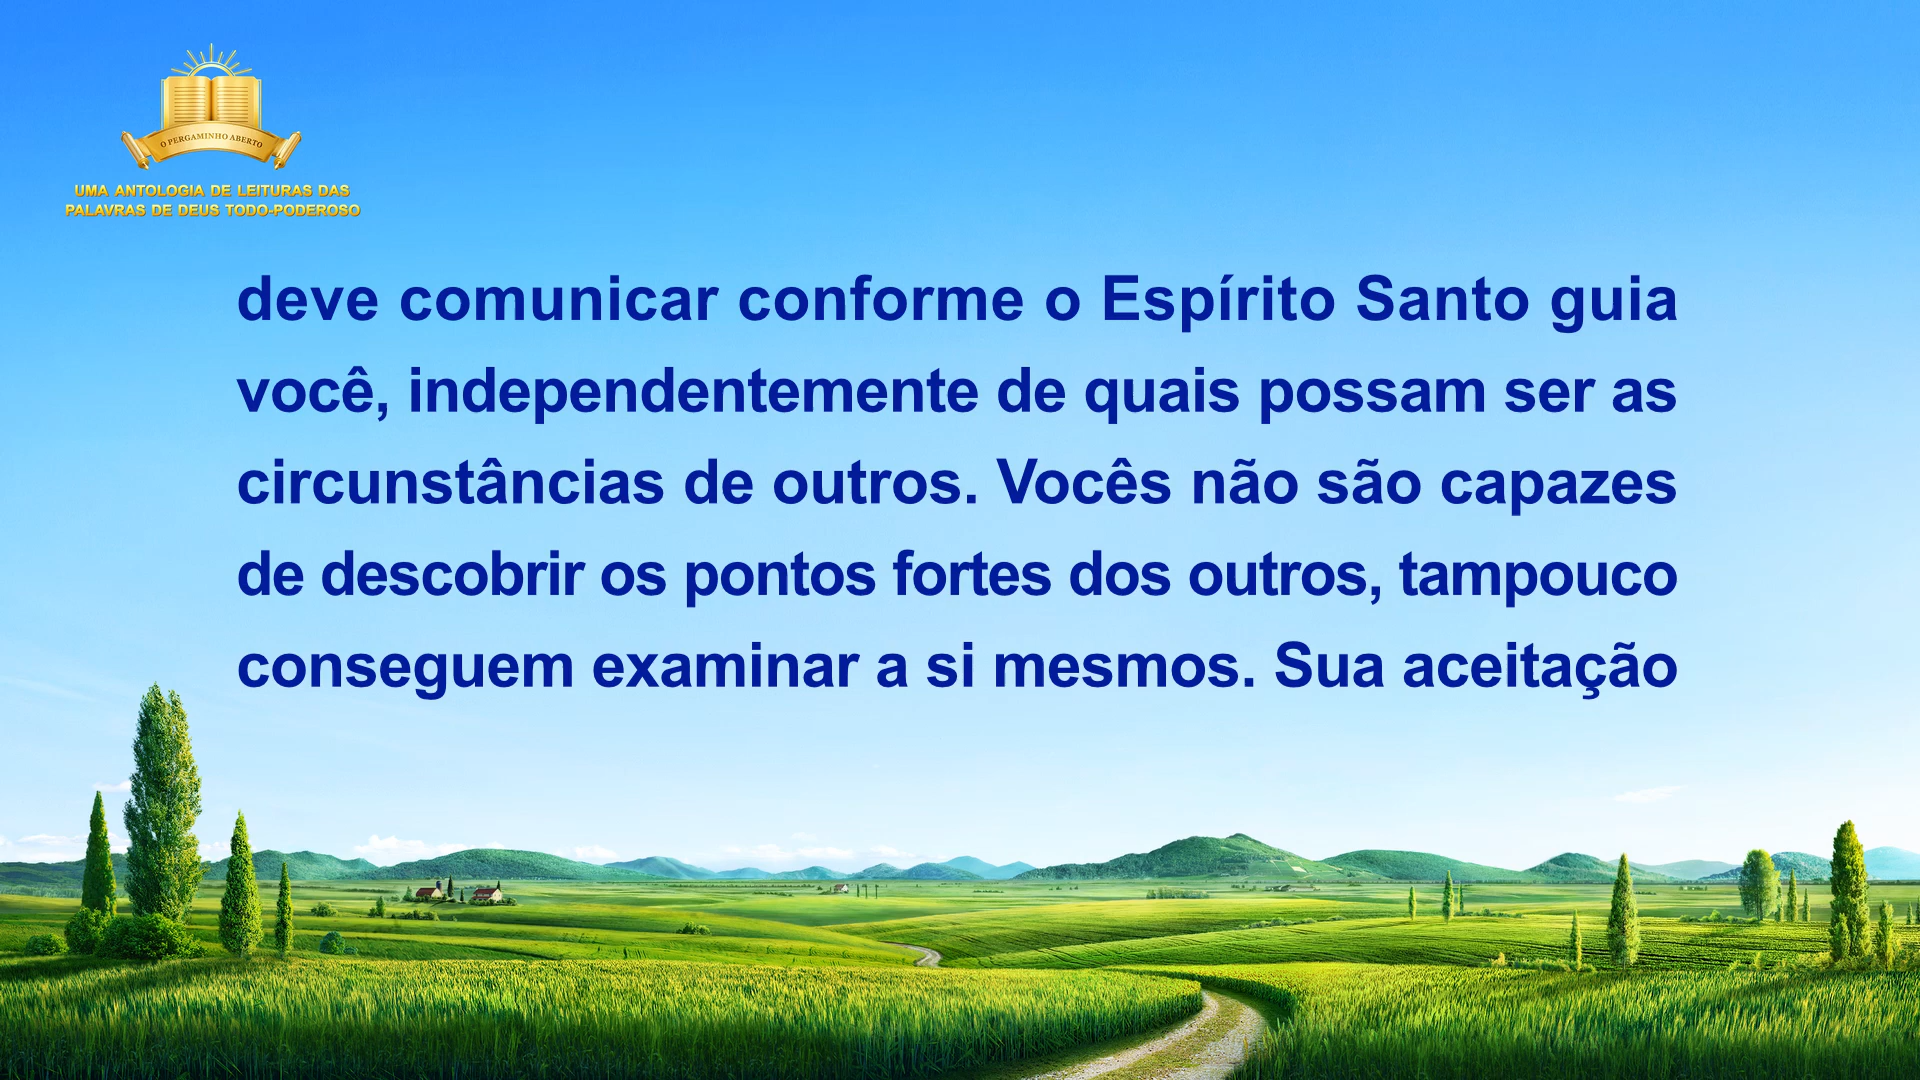 O PERGAMINHO ABERTO
UMA ANTOLOGIA DE LEITURAS DAS
PALAVRAS DE DEUS TODO-PODEROSO
deve comunicar conforme o Espírito Santo guia
você, independentemente de quais possam ser as
circunstâncias de outros. Vocês não são capazes
de descobrir os pontos fortes dos outros, tampouco
conseguem examinar a si mesmos. Sua aceitação